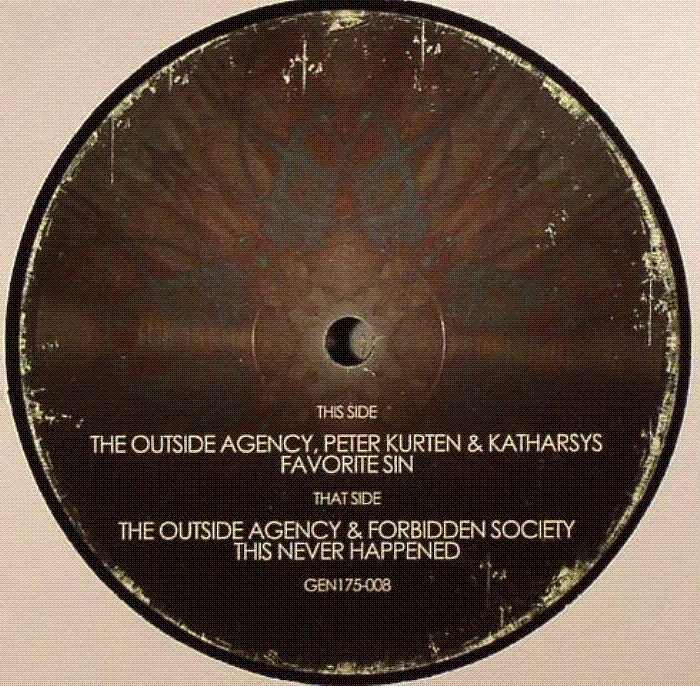 THIS SIDE
THE OUTSIDE AGENCY, PETER KURTEN & KATHARSYS
FAVORITE SIN
THAT SIDE
THE OUTSIDE AGENCY & FORBIDDEN SOCIETY
THIS NEVER HAPPENED
GEN175-008